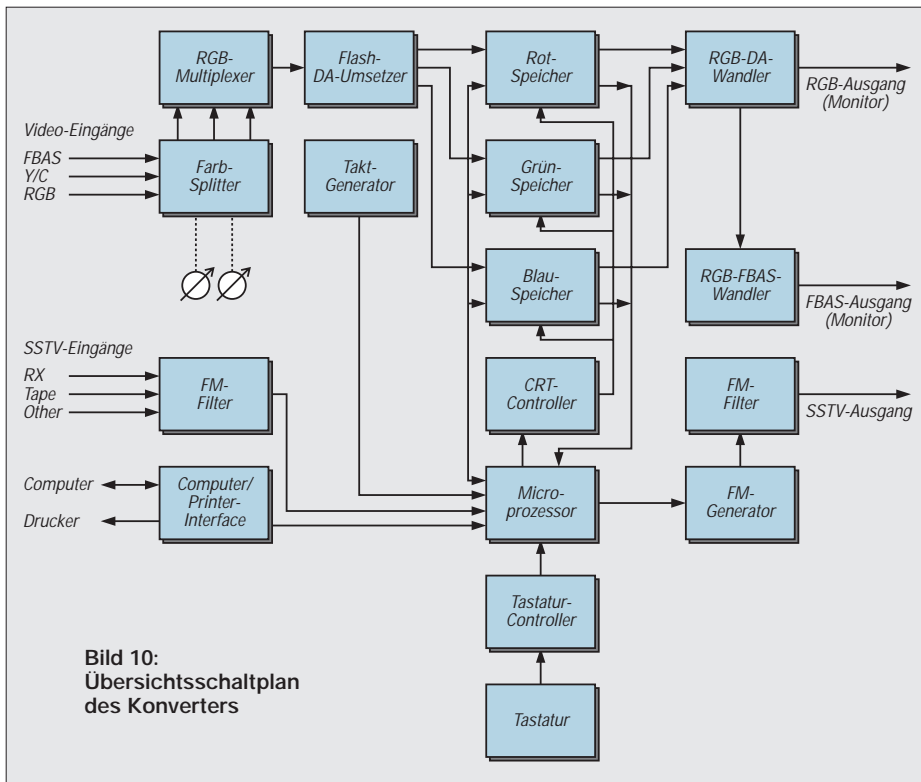 RGB-
Multiplexer
Flash-
DA-Umsetzer
Rot-
Speicher
RGB-DA-
Wandler
RGB-Ausgang
(Monitor)
Video-Eingänge
FBAS
Y/C
RGB
Farb-
Splitter
Takt-
Generator
Grün-
Speicher
Blau-
Speicher
RGB-FBAS-
Wandler
FBAS-Ausgang
(Monitor)
SSTV-Eingänge
RX
Tape
Other
FM-
Filter
CRT-
Controller
FM-
Filter
SSTV-Ausgang
Computer
Drucker
Computer/
Printer-
Interface
Micro-
prozessor
FM-
Generator
Tastatur-
Controller
Tastatur
Bild 10:
Übersichtsschaltplan
des Konverters